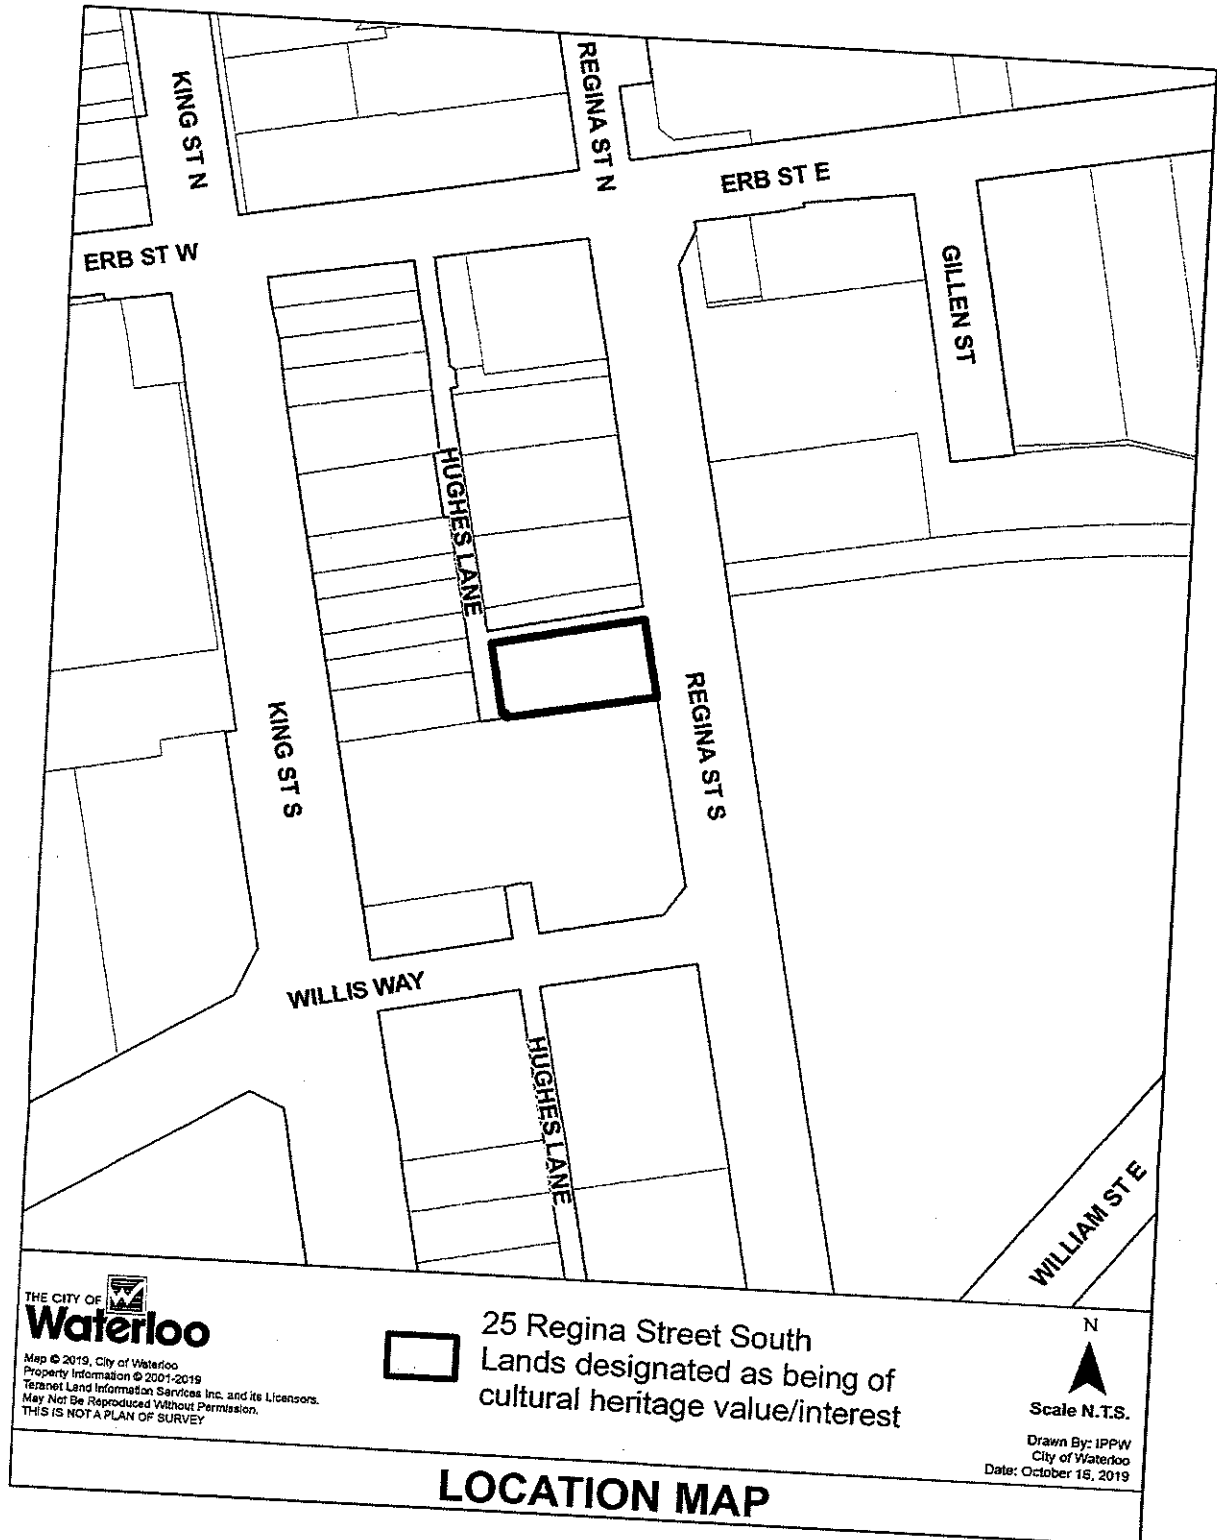 KING ST N
REGINA ST N
ERB ST E
ERB ST W
GILLEN ST
HUGHES LANE
KING ST S
REGINA ST S
WILLIS WAY
HUGHES LANE
WILLIAM ST E
THE CITY OF
Waterloo
Map © 2019, City of Waterloo
Property Information © 2001-2019
Teranet Land Information Services Inc. and its Licensors.
May Not Be Reproduced Without Permission.
THIS IS NOT A PLAN OF SURVEY
25 Regina Street South
Lands designated as being of
cultural heritage value/interest
N
Scale N.T.S.
Drawn By: IPPW
City of Waterloo
Date: October 15, 2019
LOCATION MAP